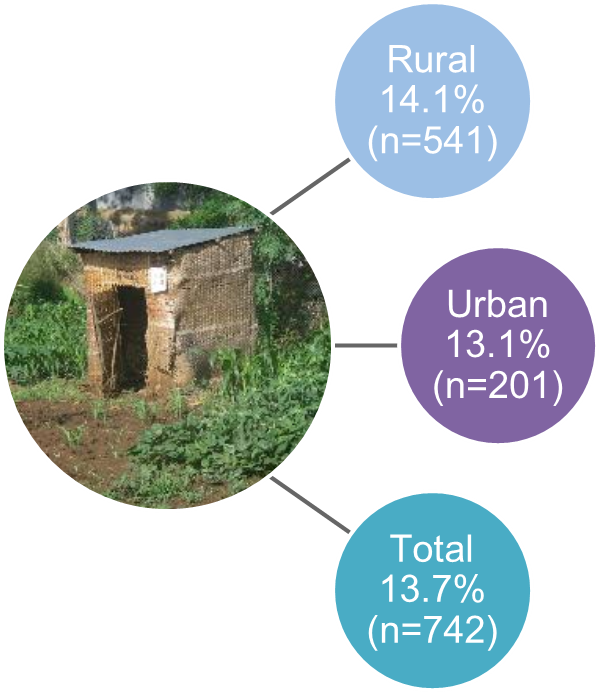 Rural
14.1%
(n=541)
Urban
13.1%
(n=201)
Total
13.7%
(n=742)